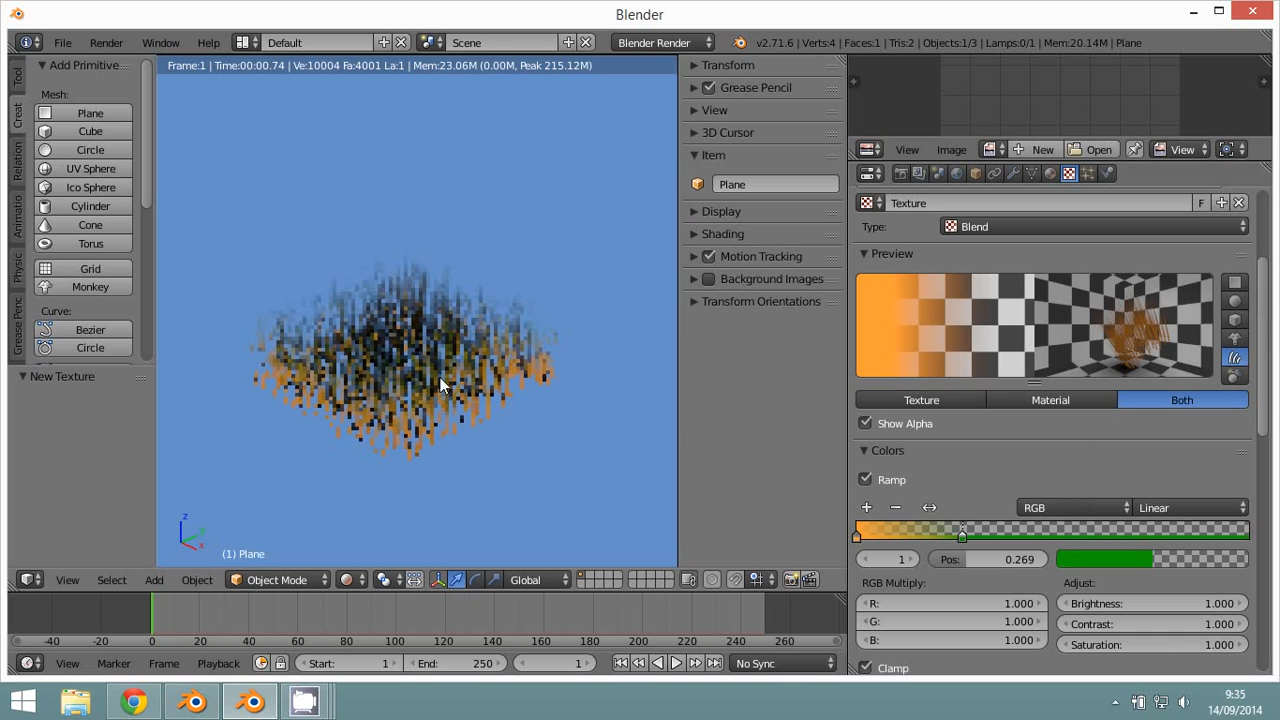 Blender
File Render Window Help Default Scene Blender Render v2.71.6 | Verts:4 | Faces:1 | Tris:2 | Objects:1/3 | Lamps:0/1 | Mem:20.14M | Plane
Tool
Creat
Relation
Animatio
Physic
Grease Penc
Add Primitive
Mesh:
Plane
Cube
Circle
UV Sphere
Ico Sphere
Cylinder
Cone
Torus
Grid
Monkey
Curve:
Bezier
Circle
New Texture
Frame:1 | Time:00:00.74 | Ve:10004 Fa:4001 La:1 | Mem:23.06M (0.00M, Peak 215.12M)
(1) Plane
Transform
Grease Pencil
View
3D Cursor
Item
Plane
Display
Shading
Motion Tracking
Background Images
Transform Orientations
View Image New Open View
Texture F
Type: Blend
Preview
Texture Material Both
Show Alpha
Colors
Ramp
RGB Linear
1 Pos: 0.269
RGB Multiply: Adjust:
R: 1.000 Brightness: 1.000
G: 1.000 Contrast: 1.000
B: 1.000 Saturation: 1.000
Clamp
View Select Add Object Object Mode Global
-40 -20 0 20 40 60 80 100 120 140 160 180 200 220 240 260
View Marker Frame Playback Start: 1 End: 250 1 No Sync
9:35
14/09/2014